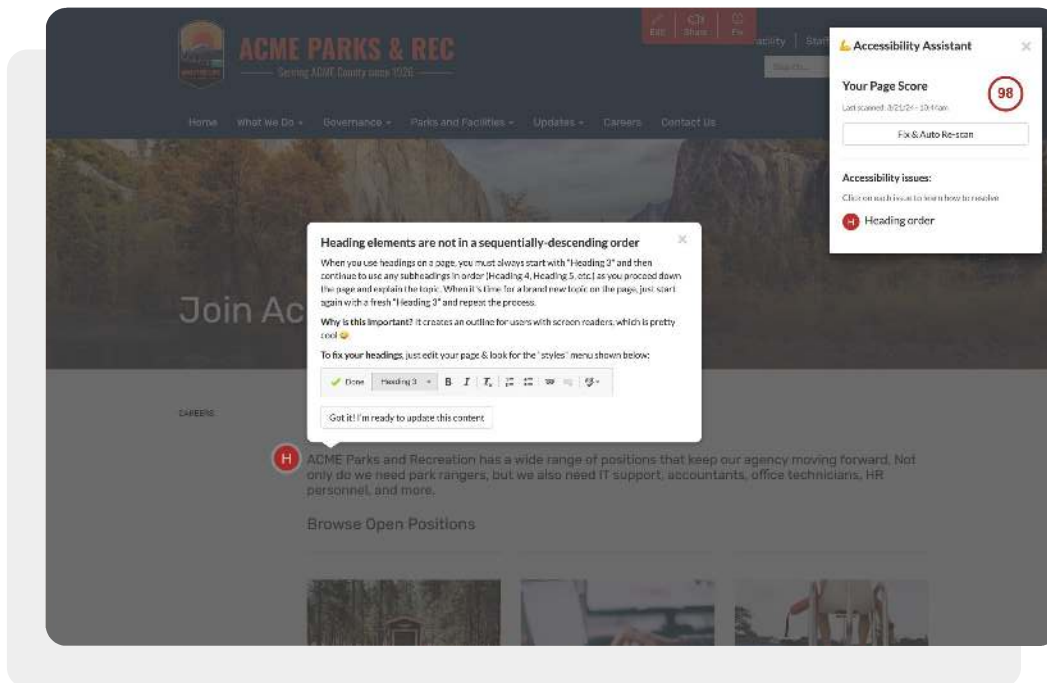 ACME PARKS & REC
Serving ACME County since 1926
Edit
Share
Fix
Search...
Home
What We Do
Governance
Parks and Facilities
Updates
Careers
Contact Us
Accessibility Assistant
Your Page Score
98
Last scanned: 3/21/24 - 10:44am
Fix & Auto Re-scan
Accessibility issues:
Click on each issue to learn how to resolve
H Heading order
Join Ac
Heading elements are not in a sequentially-descending order
When you use headings on a page, you must always start with "Heading 3" and then
continue to use any subheadings in order (Heading 4, Heading 5, etc.) as you proceed down
the page and explain the topic. When it's time for a brand new topic on the page, just start
again with a fresh "Heading 3" and repeat the process.
Why is this important? It creates an outline for users with screen readers, which is pretty
cool 😄
To fix your headings, just edit your page & look for the "styles" menu shown below:
Done Heading 3 B I Tx
Got it! I'm ready to update this content
CAREERS
H
ACME Parks and Recreation has a wide range of positions that keep our agency moving forward. Not
only do we need park rangers, but we also need IT support, accountants, office technicians, HR
personnel, and more.
Browse Open Positions